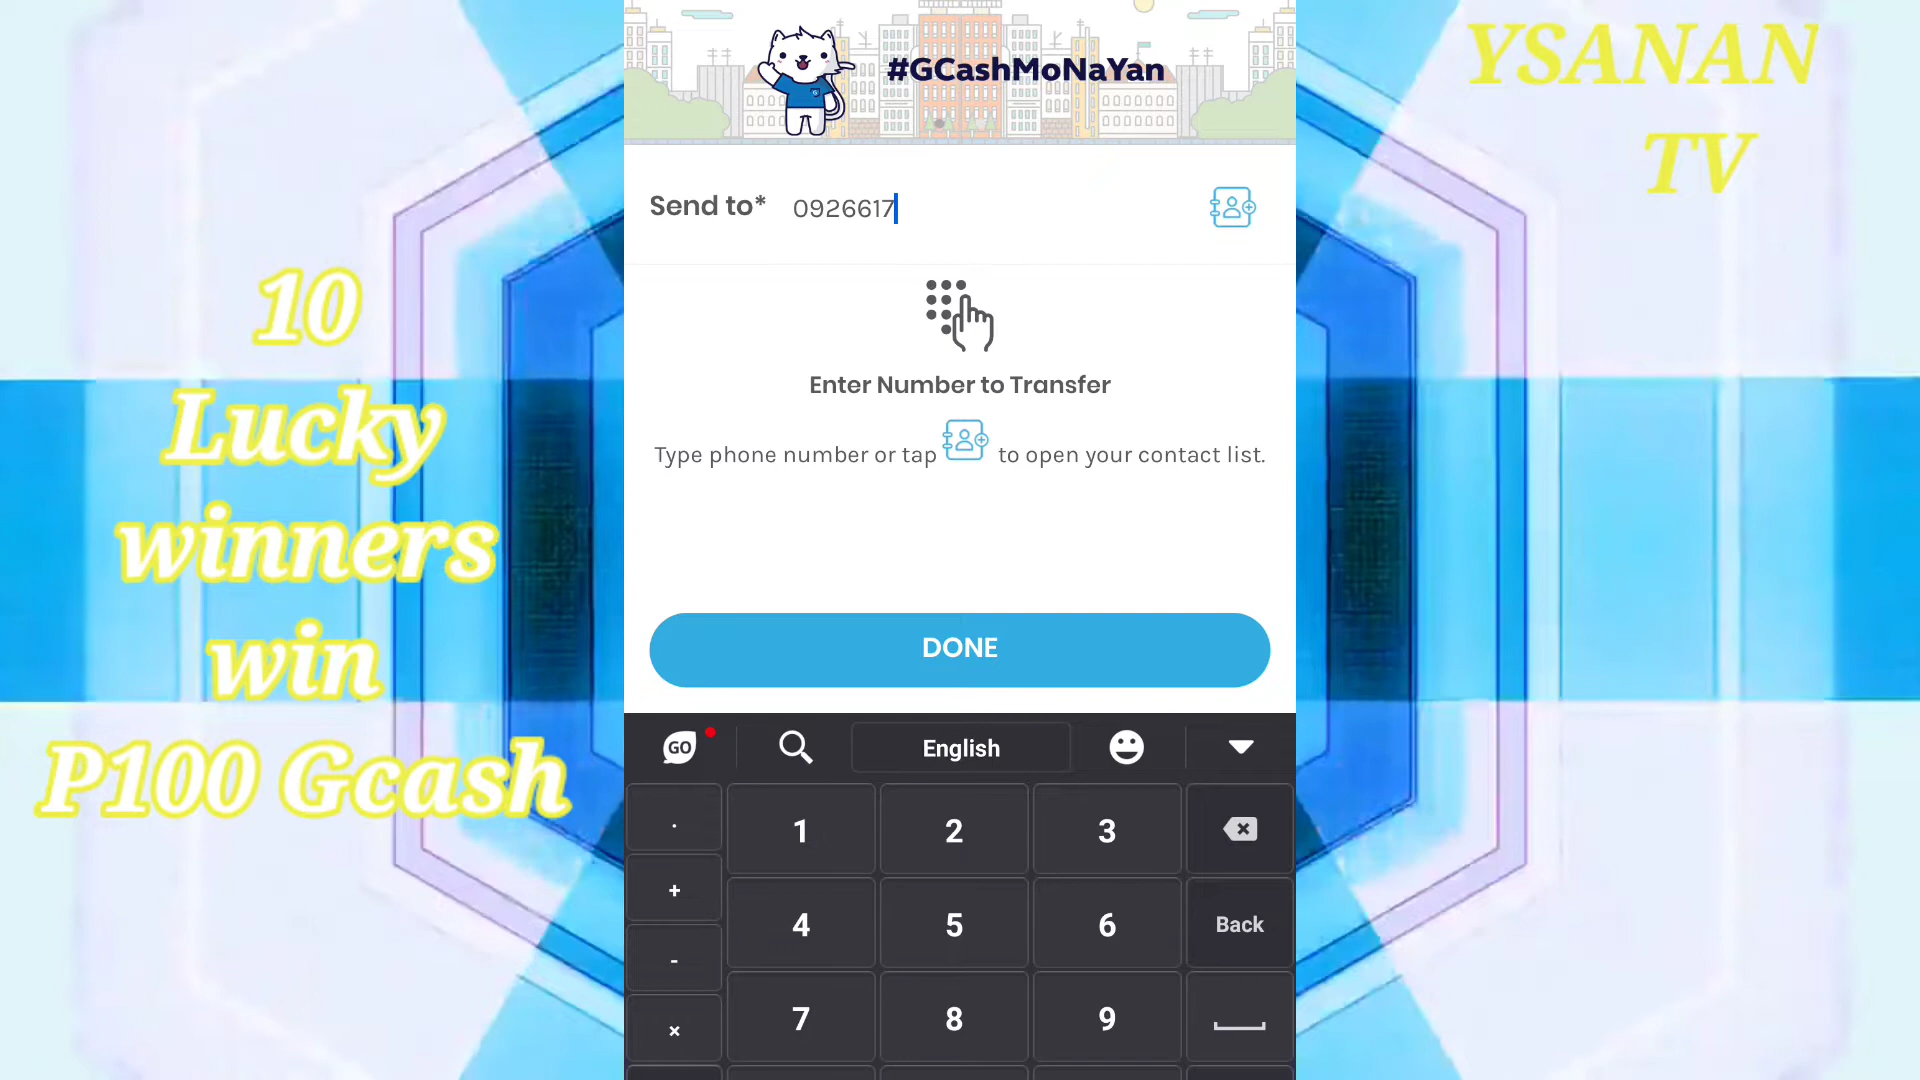 YSANAN
TV
10
Lucky
winners
win
P100 Gcash
#GCashMoNaYan
Send to* 0926617
Enter Number to Transfer
Type phone number or tap to open your contact list.
DONE
GO
English
. 1 2 3
+ 4 5 6 Back
-
7 8 9
×